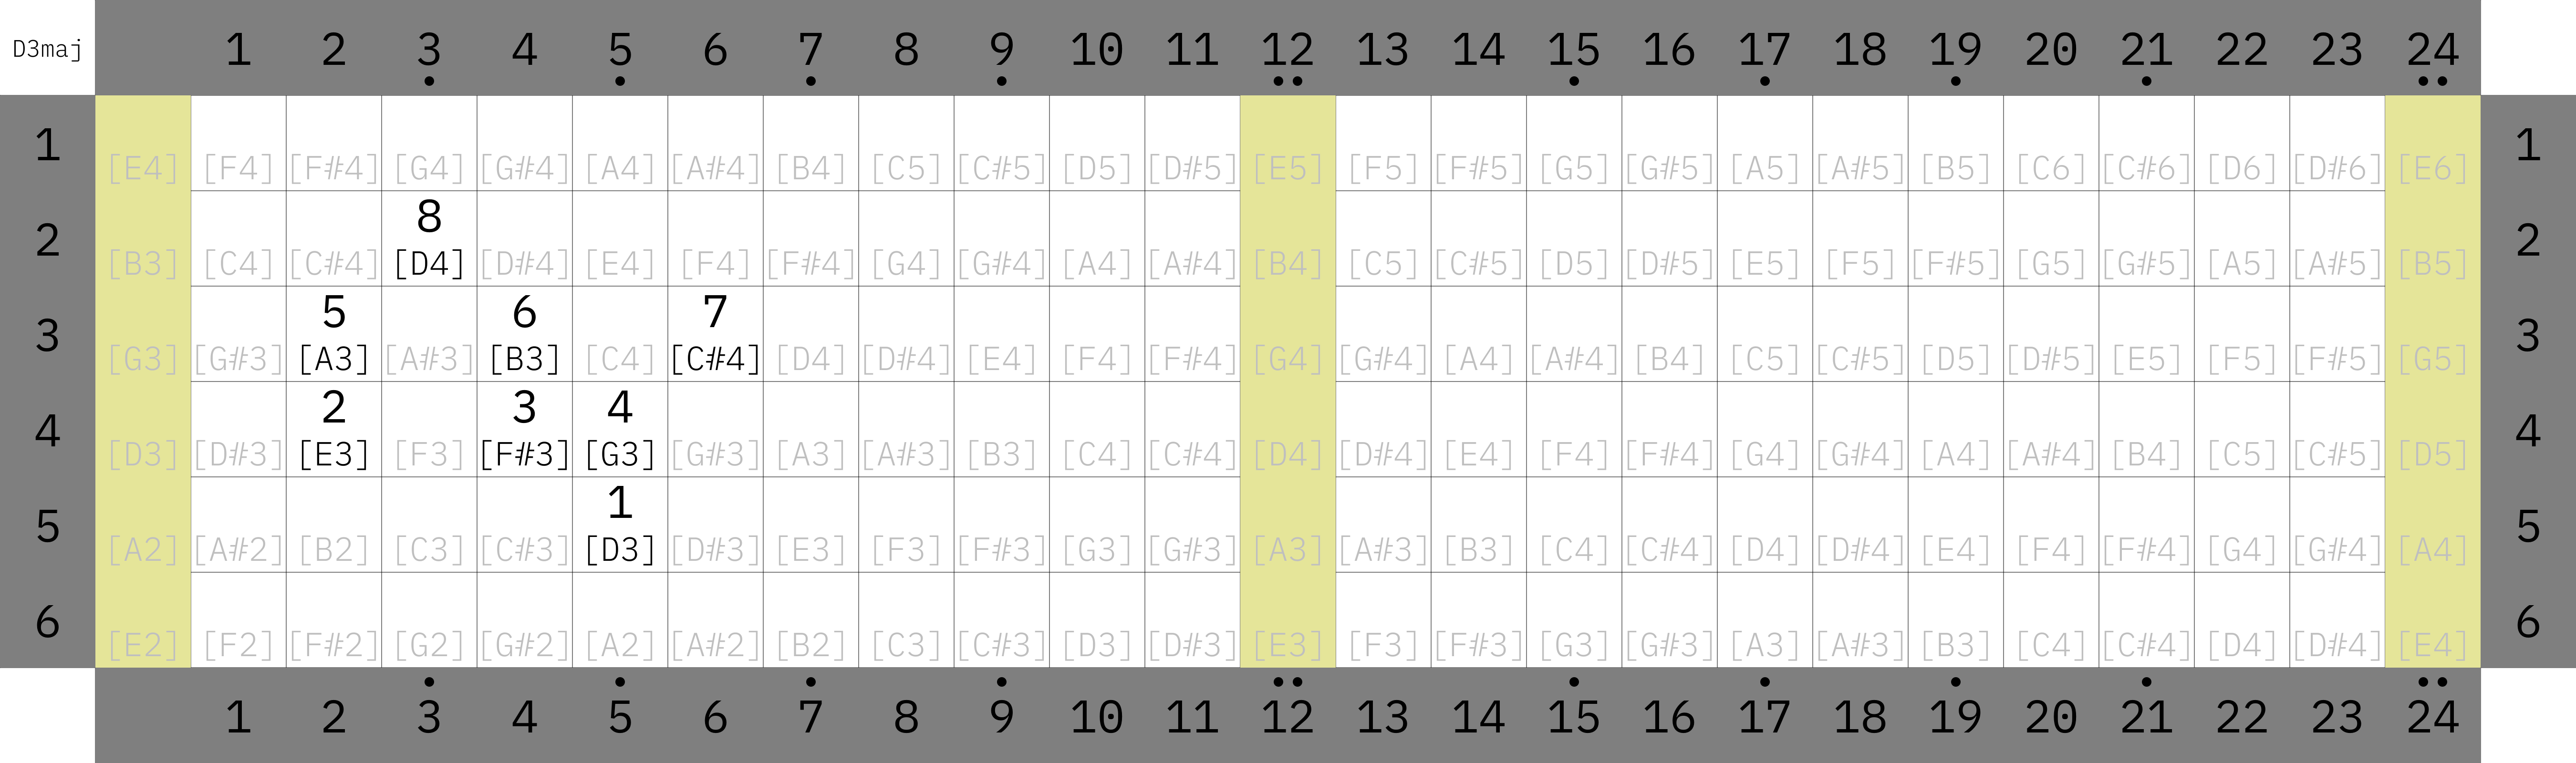 D3maj 1 2 3 4 5 6 7 8 9 10 11 12 13 14 15 16 17 18 19 20 21 22 23 24
1 [E4] [F4] [F#4] [G4] [G#4] [A4] [A#4] [B4] [C5] [C#5] [D5] [D#5] [E5] [F5] [F#5] [G5] [G#5] [A5] [A#5] [B5] [C6] [C#6] [D6] [D#6] [E6] 1
8
2 [B3] [C4] [C#4] [D4] [D#4] [E4] [F4] [F#4] [G4] [G#4] [A4] [A#4] [B4] [C5] [C#5] [D5] [D#5] [E5] [F5] [F#5] [G5] [G#5] [A5] [A#5] [B5] 2
5 6 7
3 [G3] [G#3] [A3] [A#3] [B3] [C4] [C#4] [D4] [D#4] [E4] [F4] [F#4] [G4] [G#4] [A4] [A#4] [B4] [C5] [C#5] [D5] [D#5] [E5] [F5] [F#5] [G5] 3
2 3 4
4 [D3] [D#3] [E3] [F3] [F#3] [G3] [G#3] [A3] [A#3] [B3] [C4] [C#4] [D4] [D#4] [E4] [F4] [F#4] [G4] [G#4] [A4] [A#4] [B4] [C5] [C#5] [D5] 4
1
5 [A2] [A#2] [B2] [C3] [C#3] [D3] [D#3] [E3] [F3] [F#3] [G3] [G#3] [A3] [A#3] [B3] [C4] [C#4] [D4] [D#4] [E4] [F4] [F#4] [G4] [G#4] [A4] 5
6 [E2] [F2] [F#2] [G2] [G#2] [A2] [A#2] [B2] [C3] [C#3] [D3] [D#3] [E3] [F3] [F#3] [G3] [G#3] [A3] [A#3] [B3] [C4] [C#4] [D4] [D#4] [E4] 6
1 2 3 4 5 6 7 8 9 10 11 12 13 14 15 16 17 18 19 20 21 22 23 24